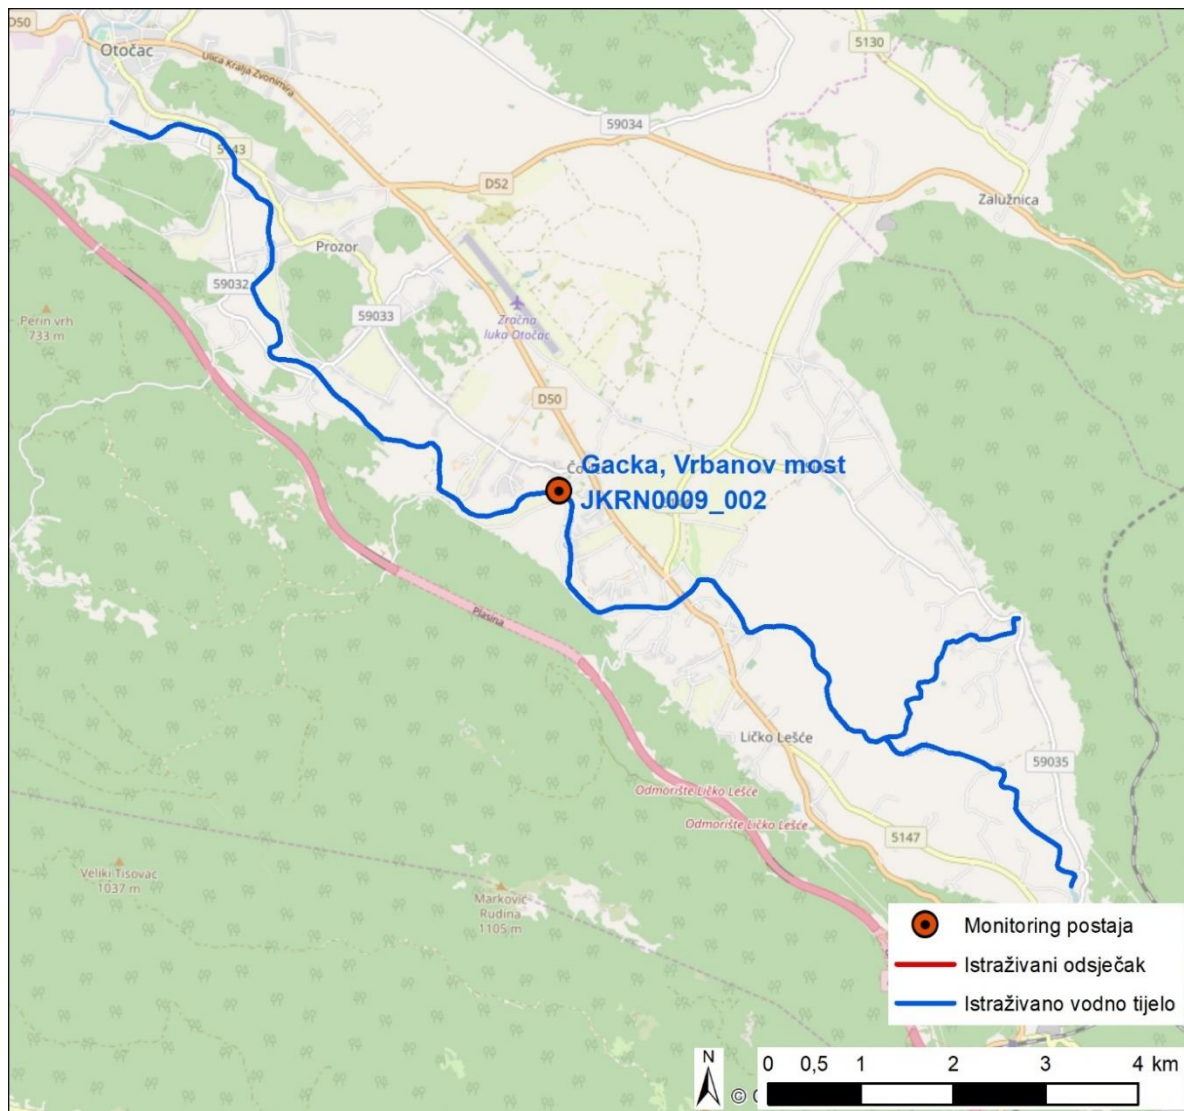 D50
5130
Otočac
Ulica Kralja Zvonimira
59034
D52
Zalužnica
Prozor
59032
Perin vrh
733 m
59033
Zračna
luka Otočac
D50
Gacka, Vrbanov most
JKRN0009_002
Plasina
Ličko Lešće
59035
Odmorište Ličko Lešće
Odmorište Ličko Lešće
5147
Veliki Tisovac
1037 m
Marković
Rudina
1105 m
Monitoring postaja
Istraživani odsječak
Istraživano vodno tijelo
N
©
0 0,5 1 2 3 4 km